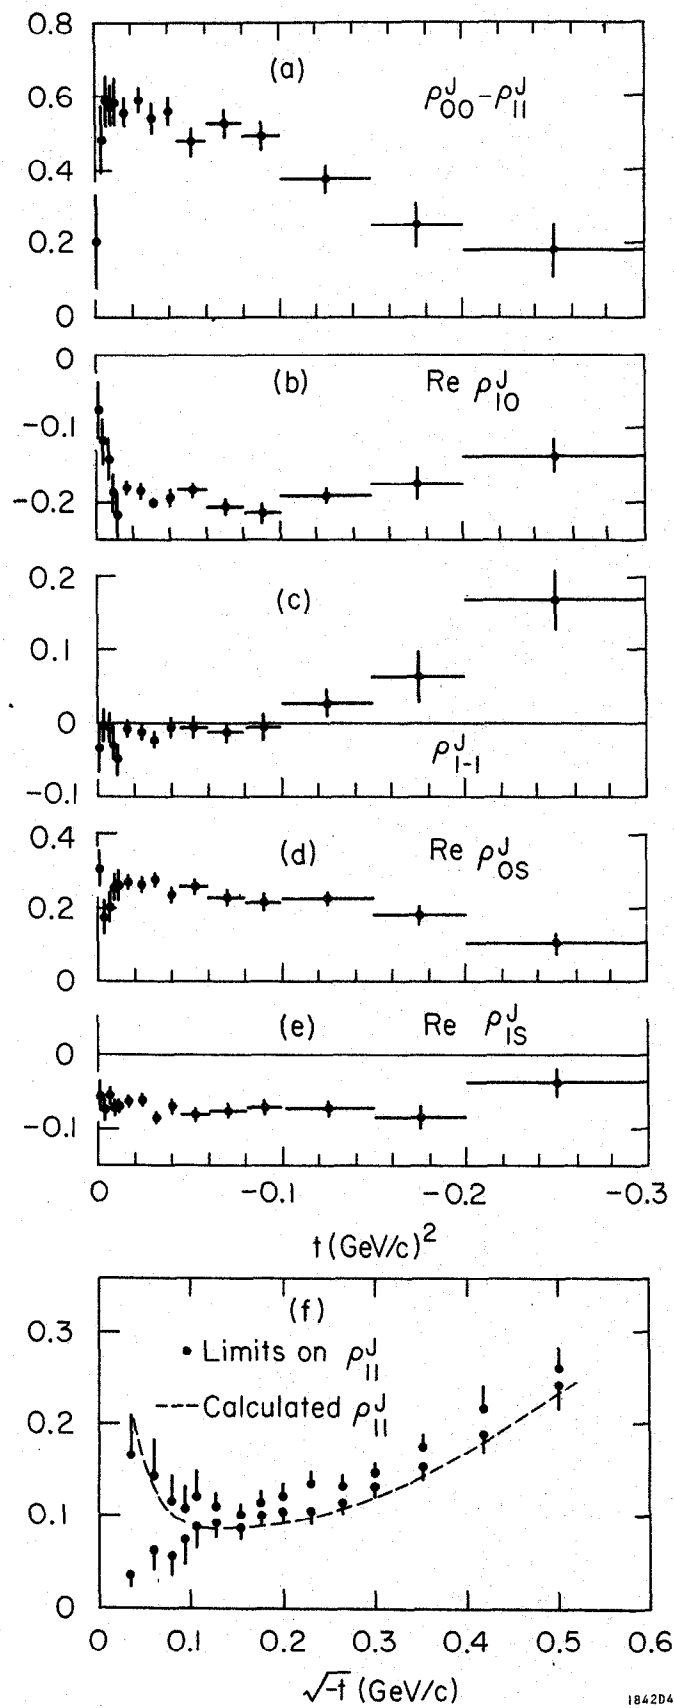 0.8
(a)
ρ^J_00 - ρ^J_11
0.6
0.4
0.2
0
0
(b) Re ρ^J_10
-0.1
-0.2
0.2
(c)
0.1
0
ρ^J_1-1
-0.1
0.4
(d) Re ρ^J_0S
0.2
0
(e) Re ρ^J_1S
0
-0.1
0 -0.1 -0.2 -0.3
t (GeV/c)^2
(f)
0.3
• Limits on ρ^J_11
0.2
--- Calculated ρ^J_11
0.1
0
0 0.1 0.2 0.3 0.4 0.5 0.6
√-t (GeV/c)
1842D4